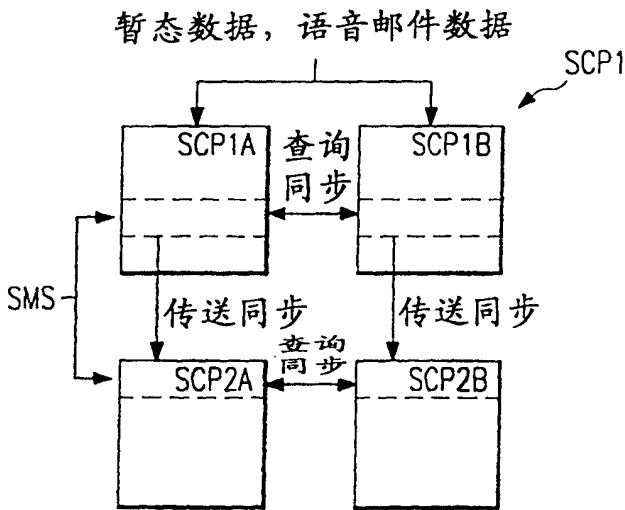 暂态数据，语音邮件数据
SCP1
SCP1A
查询
同步
SCP1B
SMS
传送同步
传送同步
查询
同步
SCP2A
SCP2B